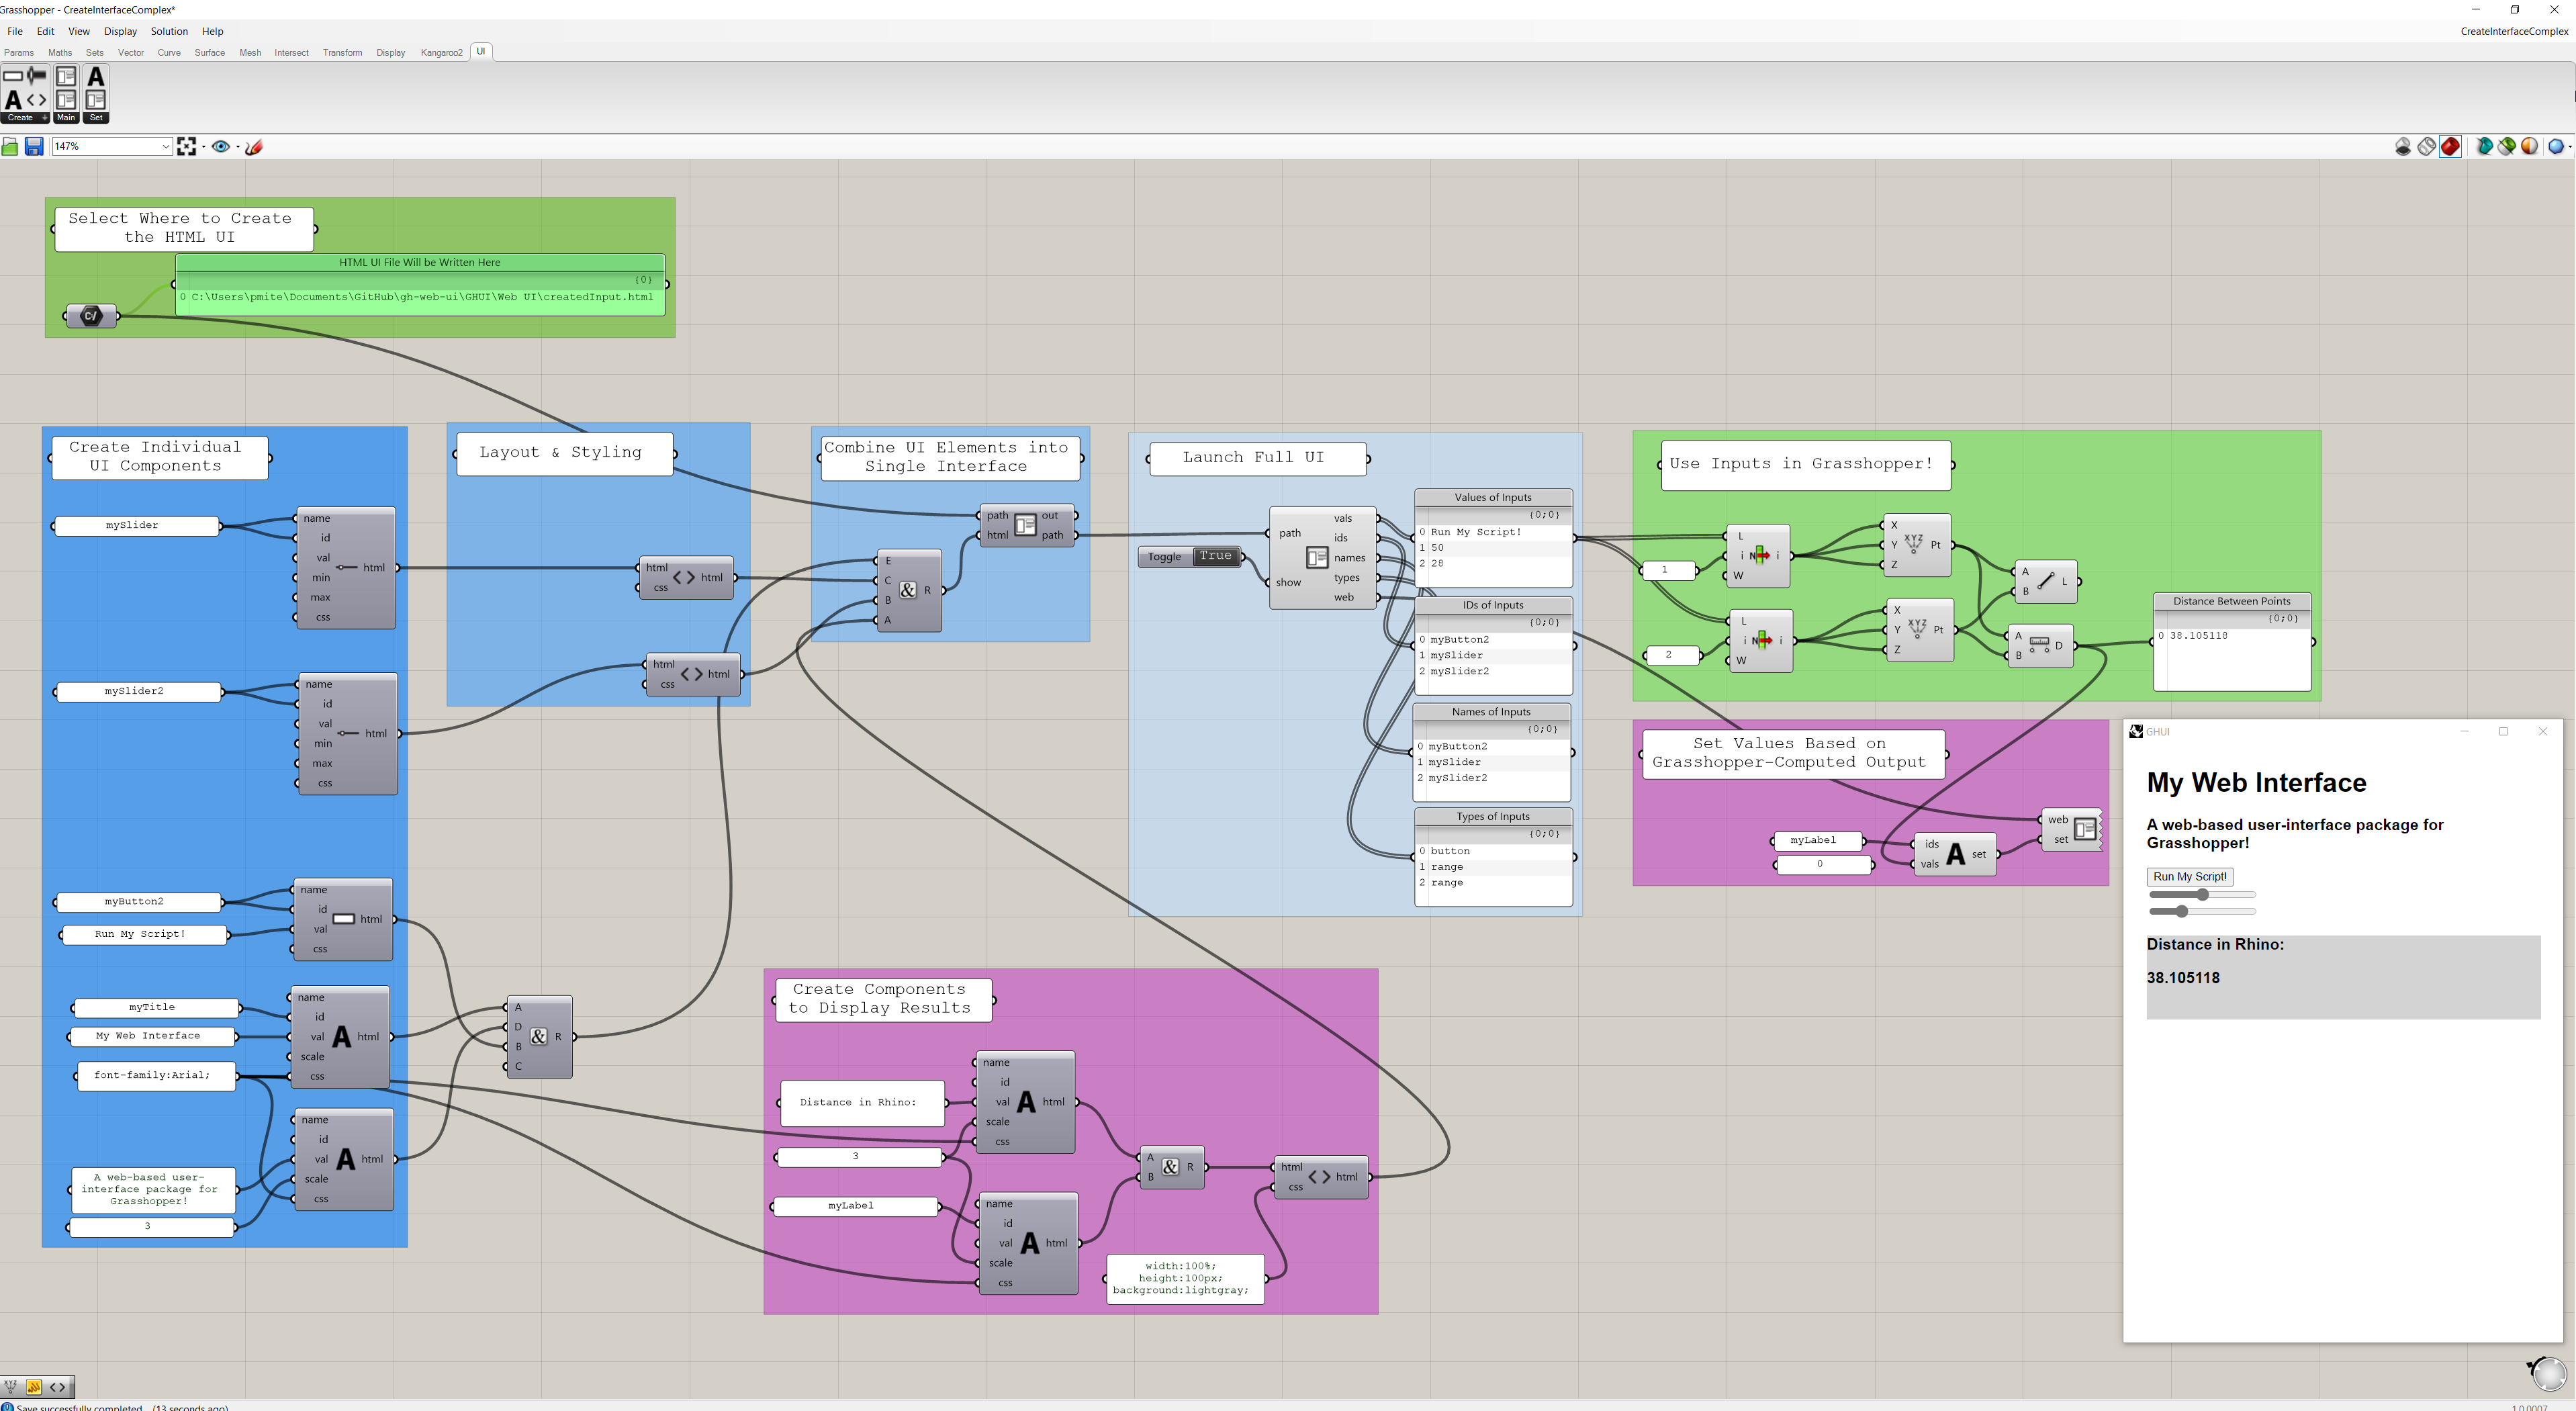 Grasshopper - CreateInterfaceComplex*
File Edit View Display Solution Help
CreateInterfaceComplex
Params Maths Sets Vector Curve Surface Mesh Intersect Transform Display Kangaroo2 UI
Create Main Set
147%
Select Where to Create
the HTML UI
HTML UI File Will be Written Here
{0}
0 C:\Users\pmite\Documents\GitHub\gh-web-ui\GHUI\Web UI\createdInput.html
C:/
Create Individual
UI Components
mySlider
name
id
val
min
max
css
html
mySlider2
name
id
val
min
max
css
html
myButton2
Run My Script!
name
id
val
css
html
myTitle
My Web Interface
font-family:Arial;
name
id
val
scale
css
A html
A web-based user-
interface package for
Grasshopper!
3
name
id
val
scale
css
A html
A
D
B
C
& R
Layout & Styling
html
css
<> html
html
css
<> html
Combine UI Elements into
Single Interface
path
html
out
path
E
C
B
A
& R
Launch Full UI
Toggle True
path
show
vals
ids
names
types
web
Values of Inputs
{0;0}
0 Run My Script!
1 50
2 28
IDs of Inputs
{0;0}
0 myButton2
1 mySlider
2 mySlider2
Names of Inputs
{0;0}
0 myButton2
1 mySlider
2 mySlider2
Types of Inputs
{0;0}
0 button
1 range
2 range
Use Inputs in Grasshopper!
1
L
i
W
N i
2
L
i
W
N i
X
Y
Z
XYZ
Pt
X
Y
Z
XYZ
Pt
A
B
L
A
B
D
Distance Between Points
{0;0}
0 38.105118
Set Values Based on
Grasshopper-Computed Output
myLabel
0
ids
vals
A set
web
set
Create Components
to Display Results
Distance in Rhino:
3
myLabel
name
id
val
scale
css
A html
name
id
val
scale
css
A html
A
B
& R
width:100%;
height:100px;
background:lightgray;
html
css
<> html
GHUI
My Web Interface
A web-based user-interface package for
Grasshopper!
Run My Script!
Distance in Rhino:
38.105118
XYZ
<>
Save successfully completed... (13 seconds ago)
1.0.0007